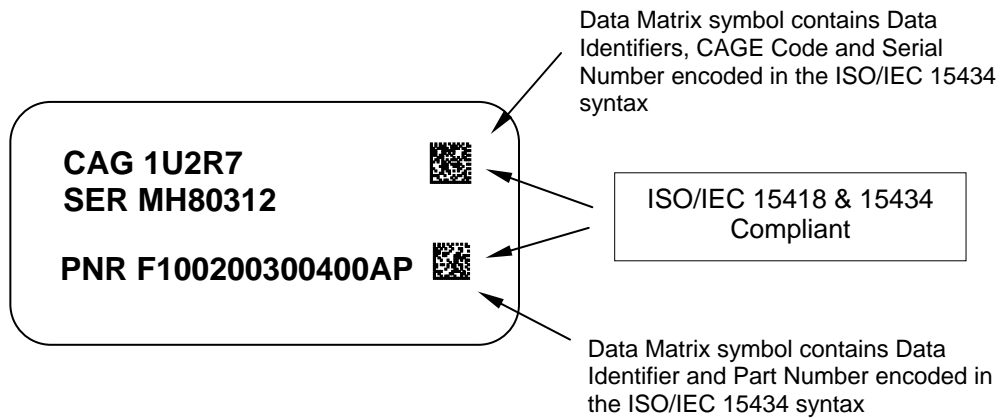 Data Matrix symbol contains Data
Identifiers, CAGE Code and Serial
Number encoded in the ISO/IEC 15434
syntax
CAG 1U2R7
SER MH80312
ISO/IEC 15418 & 15434
Compliant
PNR F100200300400AP
Data Matrix symbol contains Data
Identifier and Part Number encoded in
the ISO/IEC 15434 syntax